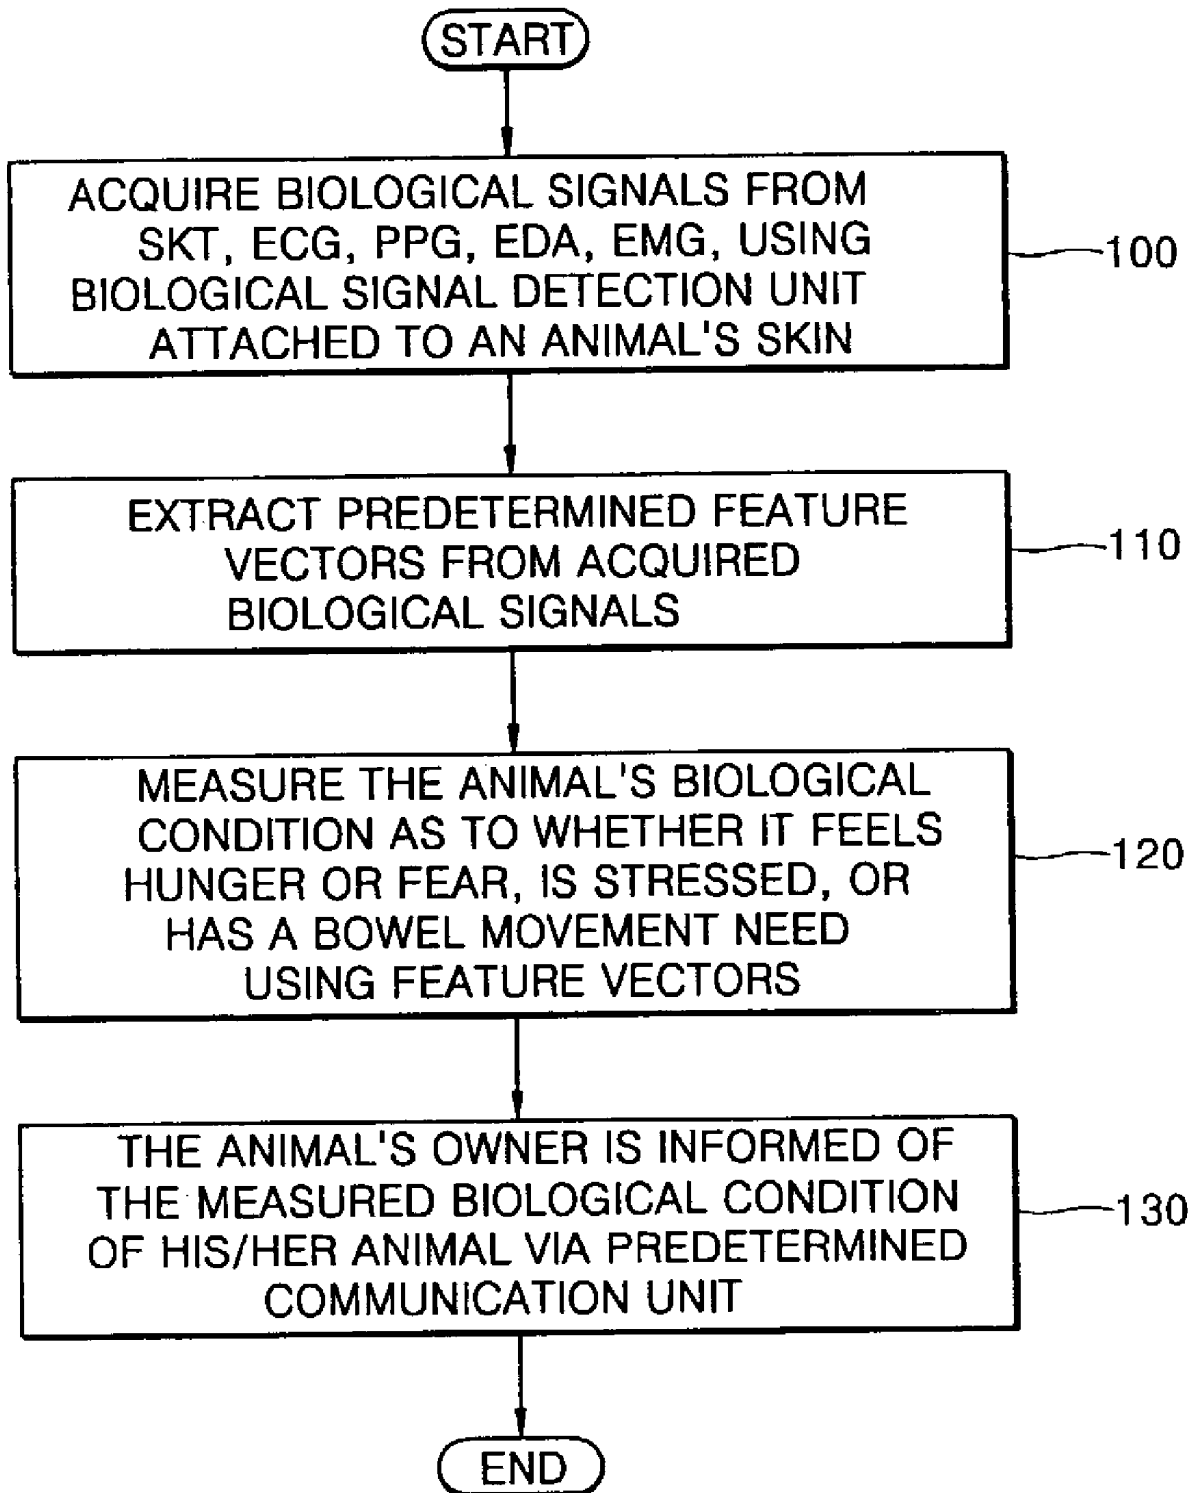 START
ACQUIRE BIOLOGICAL SIGNALS FROM
SKT, ECG, PPG, EDA, EMG, USING
BIOLOGICAL SIGNAL DETECTION UNIT
ATTACHED TO AN ANIMAL'S SKIN
100
EXTRACT PREDETERMINED FEATURE
VECTORS FROM ACQUIRED
BIOLOGICAL SIGNALS
110
MEASURE THE ANIMAL'S BIOLOGICAL
CONDITION AS TO WHETHER IT FEELS
HUNGER OR FEAR, IS STRESSED, OR
HAS A BOWEL MOVEMENT NEED
USING FEATURE VECTORS
120
THE ANIMAL'S OWNER IS INFORMED OF
THE MEASURED BIOLOGICAL CONDITION
OF HIS/HER ANIMAL VIA PREDETERMINED
COMMUNICATION UNIT
130
END